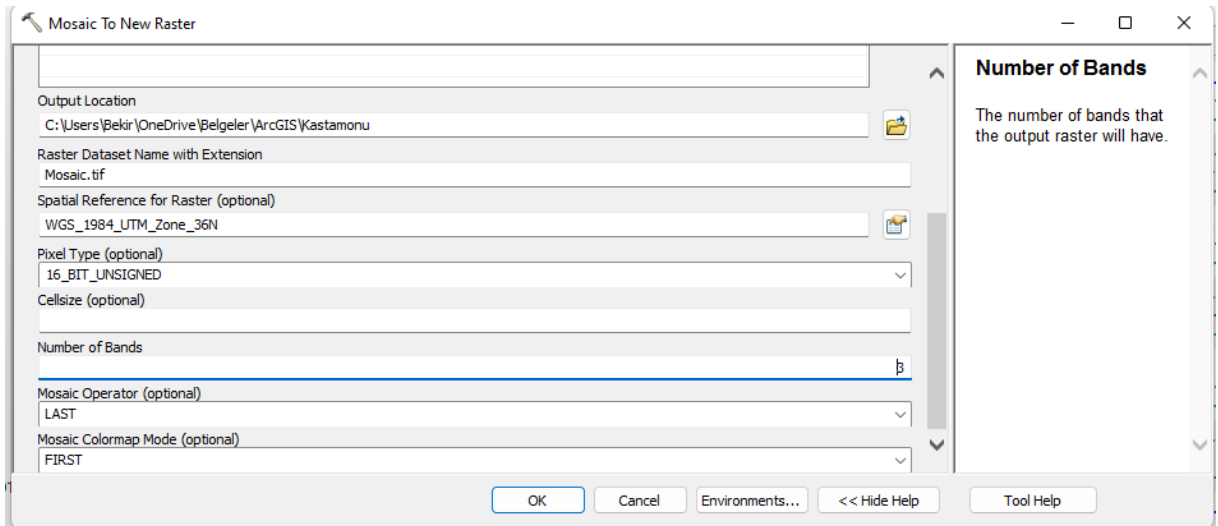 Mosaic To New Raster
Output Location
C:\Users\Bekir\OneDrive\Belgeler\ArcGIS\Kastamonu
Raster Dataset Name with Extension
Mosaic.tif
Spatial Reference for Raster (optional)
WGS_1984_UTM_Zone_36N
Pixel Type (optional)
16_BIT_UNSIGNED
Cellsize (optional)
Number of Bands
3
Mosaic Operator (optional)
LAST
Mosaic Colormap Mode (optional)
FIRST
OK Cancel Environments... << Hide Help Tool Help
Number of Bands
The number of bands that
the output raster will have.